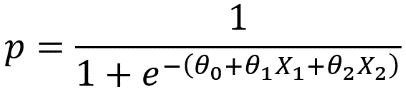 p = 1 / (1 + e^{-(θ₀+θ₁X₁+θ₂X₂)})